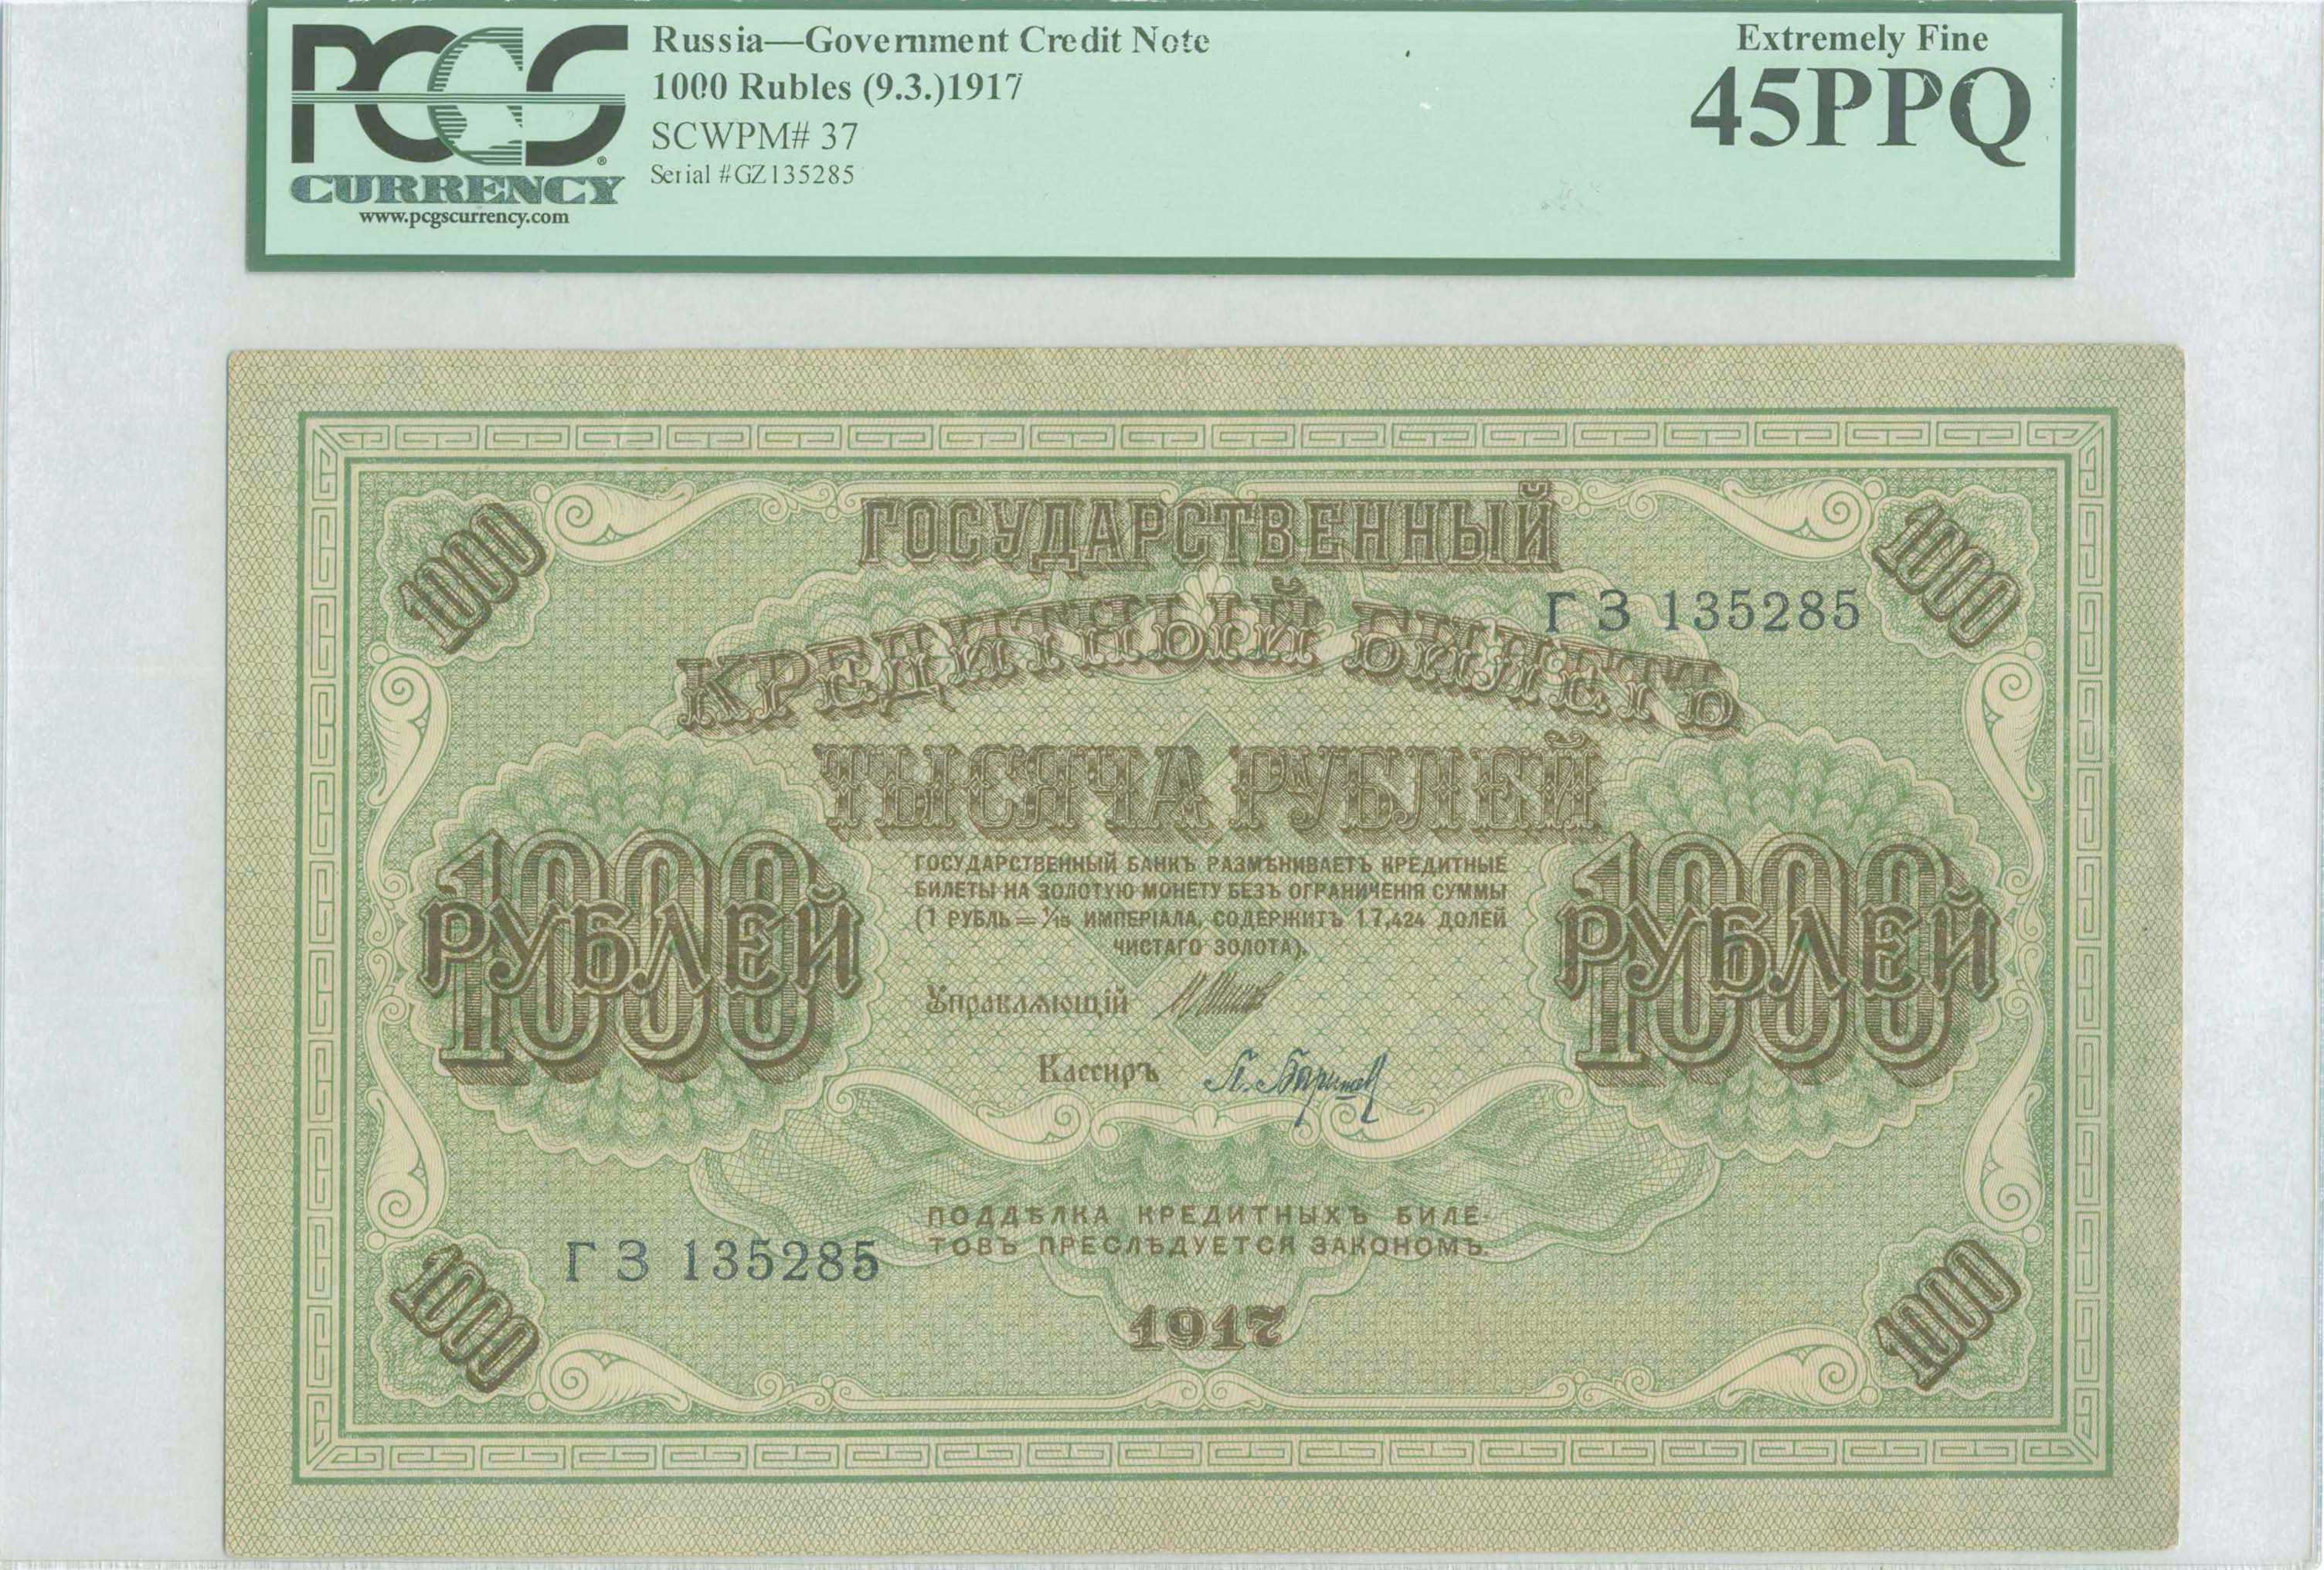 PCGS
CURRENCY
www.pcgscurrency.com
Russia—Government Credit Note
1000 Rubles (9.3.)1917
SCWPM# 37
Serial #GZ135285
Extremely Fine
45PPQ
1000
1000
ГОСУДАРСТВЕННЫЙ
ГЗ 135285
КРЕДИТНЫЙ БИЛЕТЪ
ТЫСЯЧА РУБЛЕЙ
1000
РУБЛЕЙ
1000
РУБЛЕЙ
ГОСУДАРСТВЕННЫЙ БАНКЪ РАЗМѢНИВАЕТЪ КРЕДИТНЫЕ
БИЛЕТЫ НА ЗОЛОТУЮ МОНЕТУ БЕЗЪ ОГРАНИЧЕНІЯ СУММЫ
(1 РУБЛЬ = 1/15 ИМПЕРІАЛА, СОДЕРЖИТЪ 17,424 ДОЛЕЙ
ЧИСТАГО ЗОЛОТА).
Управляющій
Кассиръ
ПОДДѢЛКА КРЕДИТНЫХЪ БИЛЕ-
ТОВЪ ПРЕСЛѢДУЕТСЯ ЗАКОНОМЪ.
ГЗ 135285
1917
1000
1000